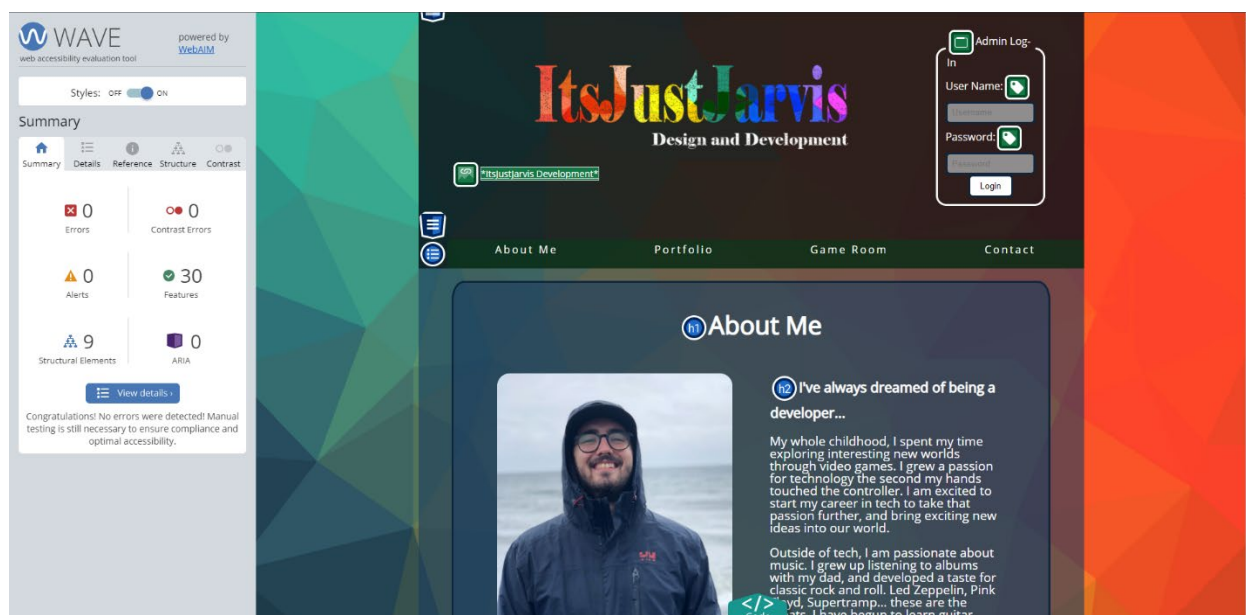 WAVE
web accessibility evaluation tool
powered by
WebAIM
Styles: OFF ON
Summary
Summary Details Reference Structure Contrast
0
Errors
0
Contrast Errors
0
Alerts
30
Features
9
Structural Elements
0
ARIA
View details ›
Congratulations! No errors were detected! Manual
testing is still necessary to ensure compliance and
optimal accessibility.
ItsJustJarvis
Design and Development
*ItsJustJarvis Development*
Admin Log-
In
User Name:
Username
Password:
Password
Login
About Me Portfolio Game Room Contact
h1 About Me
h2 I've always dreamed of being a
developer...
My whole childhood, I spent my time
exploring interesting new worlds
through video games. I grew a passion
for technology the second my hands
touched the controller. I am excited to
start my career in tech to take that
passion further, and bring exciting new
ideas into our world.
Outside of tech, I am passionate about
music. I grew up listening to albums
with my dad, and developed a taste for
classic rock and roll. Led Zeppelin, Pink
Supertramp... these are the
I have begun to learn guitar
</>